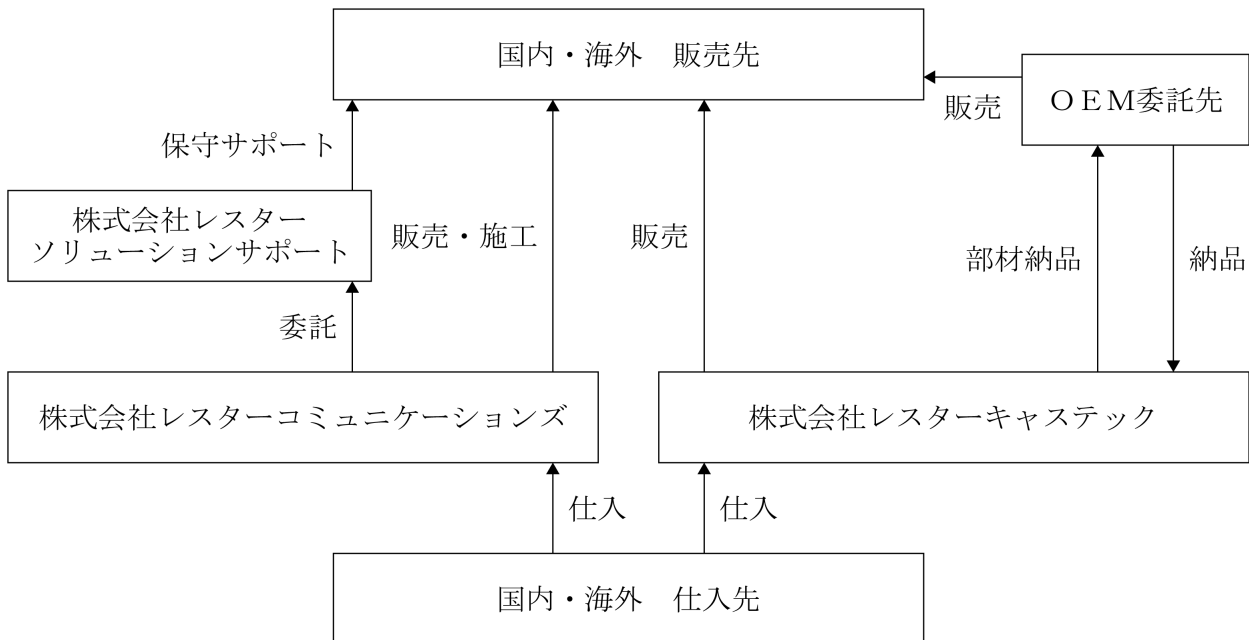 国内・海外　販売先
ＯＥＭ委託先
販売
保守サポート
株式会社レスター
ソリューションサポート
販売・施工
販売
部材納品
納品
委託
株式会社レスターコミュニケーションズ
株式会社レスターキャステック
仕入
仕入
国内・海外　仕入先